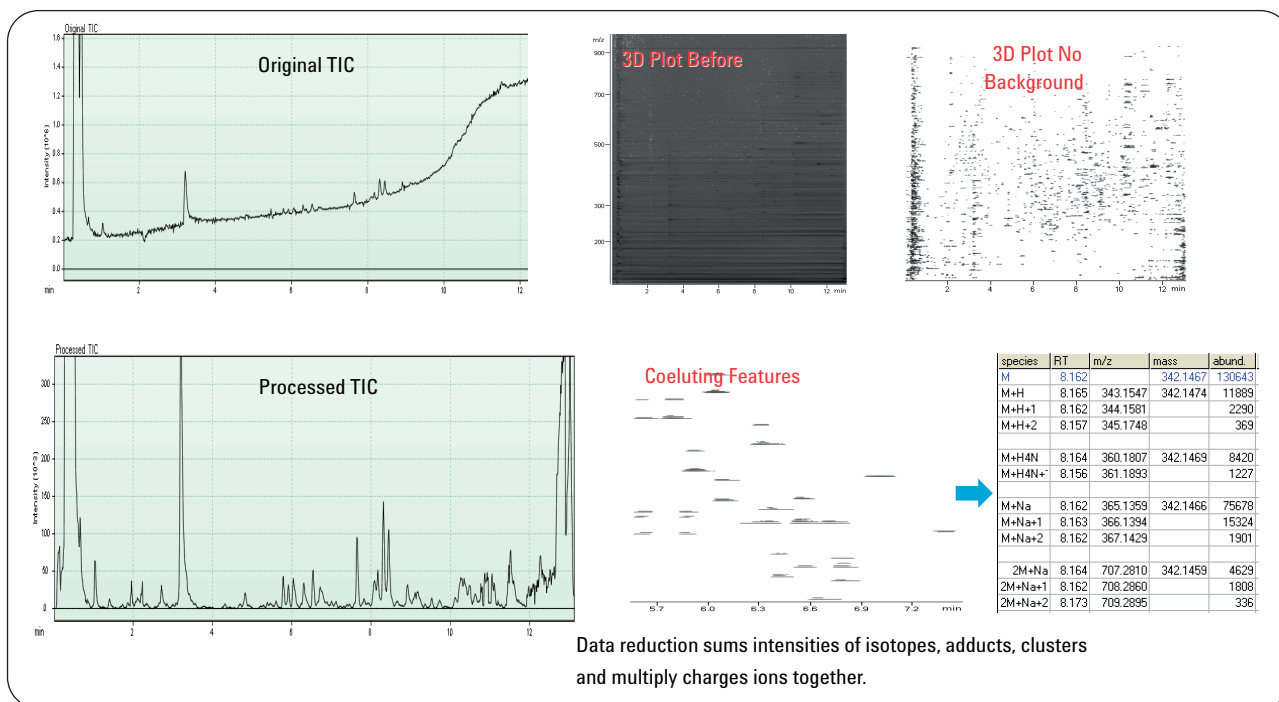 Original TIC
Original TIC
Intensity (10^6)
1.6
1.4
1.2
1.0
0.8
0.6
0.4
0.2
0.0
min 2 4 6 8 10 12
3D Plot Before
m/z
900
700
500
300
200
2 4 6 8 10 12 min
3D Plot No
Background
2 4 6 8 10 12 min
Processed TIC
Processed TIC
Intensity (10^3)
300
250
200
150
100
50
0
min 2 4 6 8 10 12
Coeluting Features
5.7 6.0 6.3 6.6 6.9 7.2 min
species RT m/z mass abund.
M 8.162 342.1467 130643
M+H 8.165 343.1547 342.1474 11889
M+H+1 8.162 344.1581 2290
M+H+2 8.157 345.1748 369
M+H4N 8.164 360.1807 342.1469 8420
M+H4N+ 8.156 361.1893 1227
M+Na 8.162 365.1359 342.1466 75678
M+Na+1 8.163 366.1394 15324
M+Na+2 8.162 367.1429 1901
2M+Na 8.164 707.2810 342.1459 4629
2M+Na+1 8.162 708.2860 1808
2M+Na+2 8.173 709.2895 336
Data reduction sums intensities of isotopes, adducts, clusters
and multiply charges ions together.